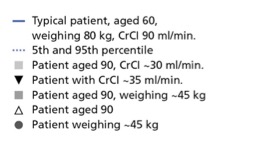 Typical patient, aged 60,
weighing 80 kg, CrCl 90 ml/min.
5th and 95th percentile
Patient aged 90, CrCl ~30 ml/min.
Patient with CrCl ~35 ml/min.
Patient aged 90, weighing ~45 kg
Patient aged 90
Patient weighing ~45 kg